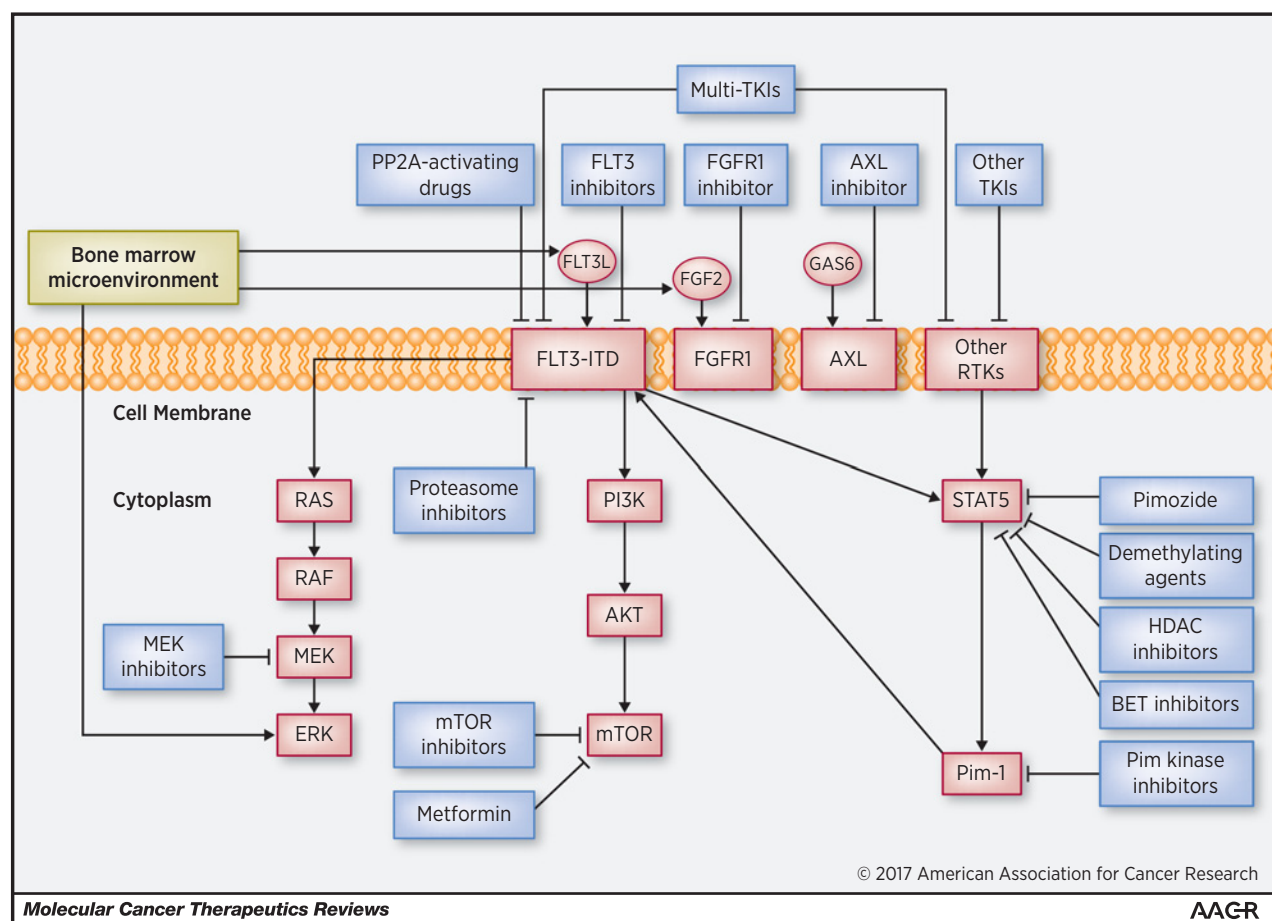 Multi-TKIs
PP2A-activating
drugs
FLT3
inhibitors
FGFR1
inhibitor
AXL
inhibitor
Other
TKIs
Bone marrow
microenvironment
FLT3L
FGF2
GAS6
FLT3-ITD
FGFR1
AXL
Other
RTKs
Cell Membrane
Cytoplasm
RAS
Proteasome
inhibitors
PI3K
STAT5
Pimozide
Demethylating
agents
RAF
AKT
HDAC
inhibitors
MEK
inhibitors
MEK
BET inhibitors
ERK
mTOR
inhibitors
mTOR
Pim-1
Pim kinase
inhibitors
Metformin
© 2017 American Association for Cancer Research
Molecular Cancer Therapeutics Reviews
AACR